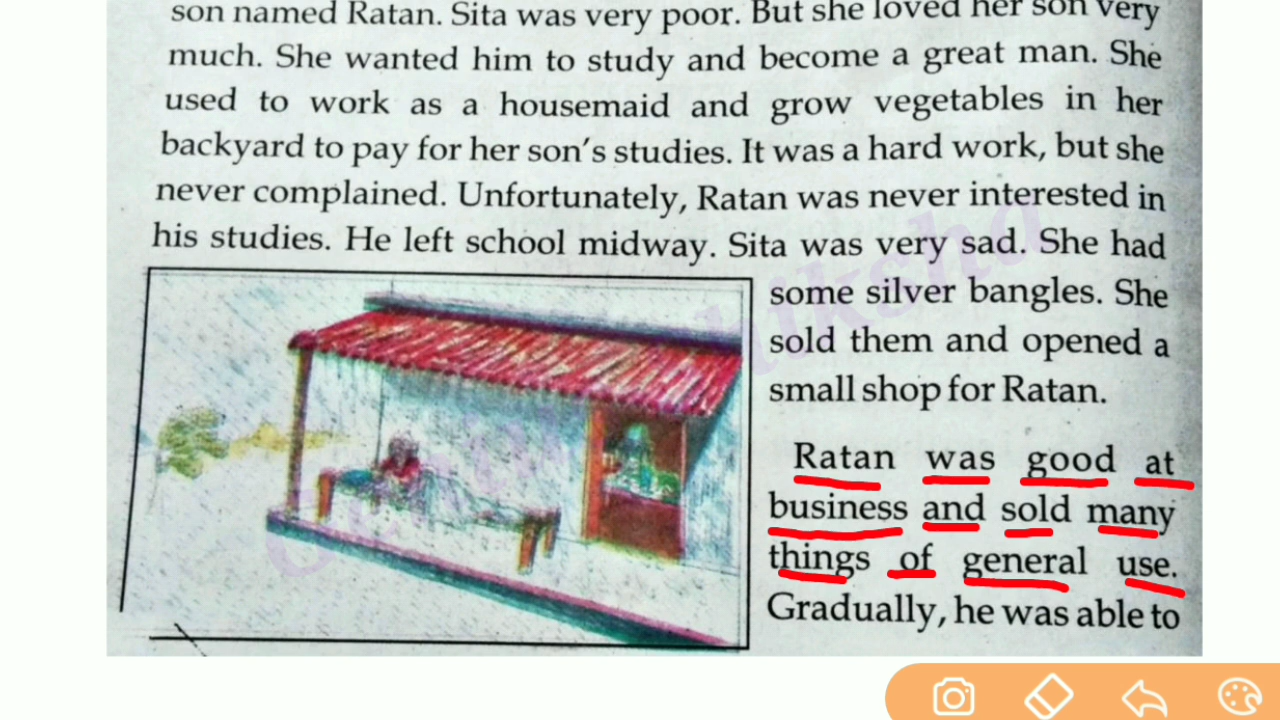 son named Ratan. Sita was very poor. But she loved her son very
much. She wanted him to study and become a great man. She
used to work as a housemaid and grow vegetables in her
backyard to pay for her son's studies. It was a hard work, but she
never complained. Unfortunately, Ratan was never interested in
his studies. He left school midway. Sita was very sad. She had
some silver bangles. She
sold them and opened a
small shop for Ratan.
Ratan was good at
business and sold many
things of general use.
Gradually, he was able to